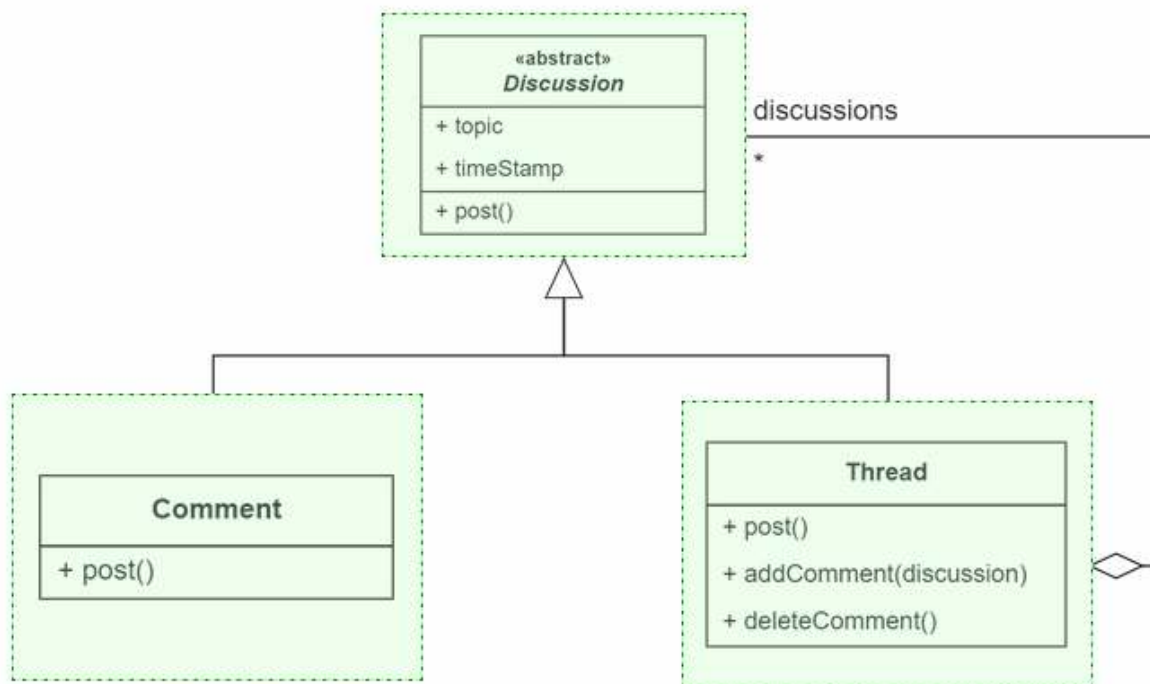 «abstract»
Discussion
+ topic
+ timeStamp
+ post()
discussions
*
Comment
+ post()
Thread
+ post()
+ addComment(discussion)
+ deleteComment()